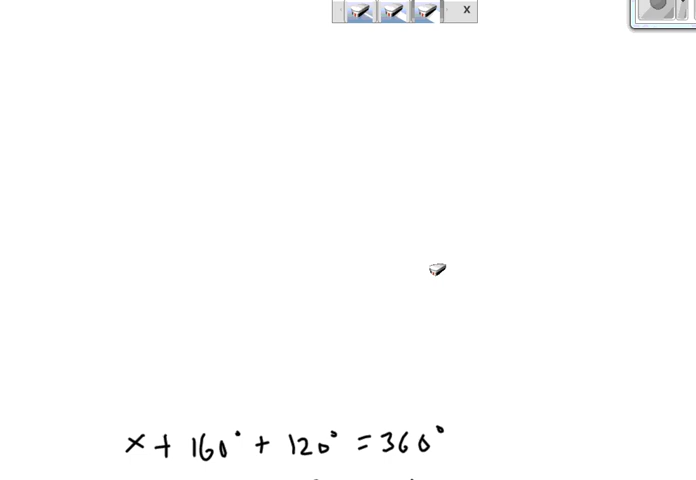 x + 160° + 120° = 360°